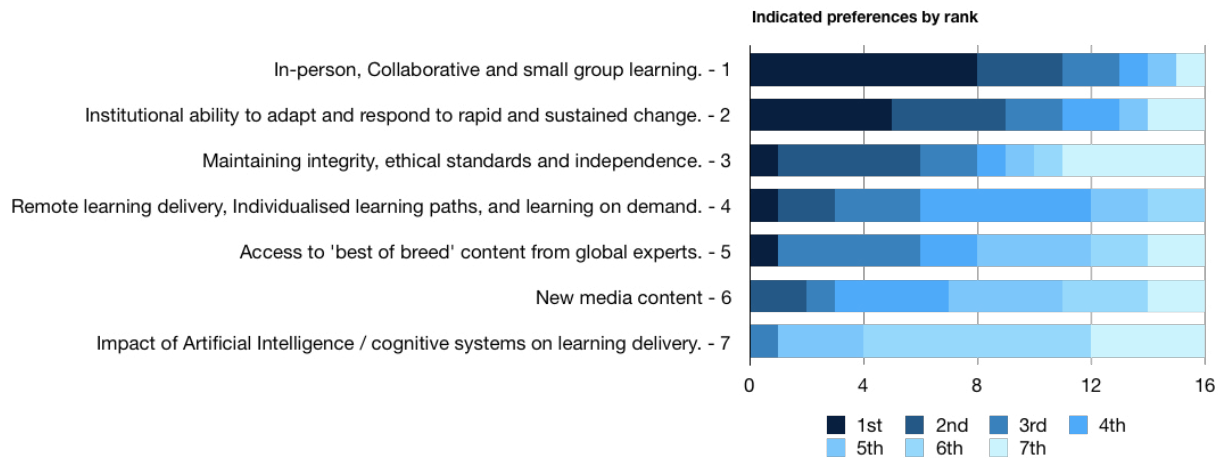 Indicated preferences by rank
In-person, Collaborative and small group learning. - 1
Institutional ability to adapt and respond to rapid and sustained change. - 2
Maintaining integrity, ethical standards and independence. - 3
Remote learning delivery, Individualised learning paths, and learning on demand. - 4
Access to 'best of breed' content from global experts. - 5
New media content - 6
Impact of Artificial Intelligence / cognitive systems on learning delivery. - 7
0 4 8 12 16
1st 2nd 3rd 4th
5th 6th 7th